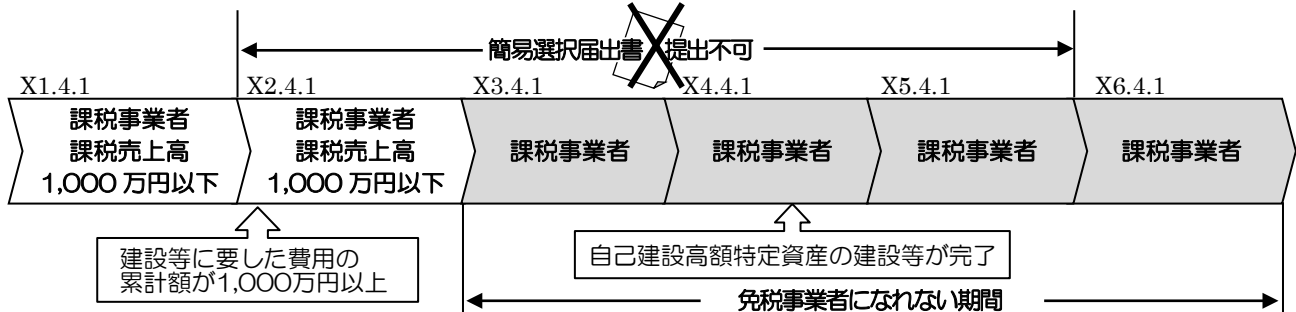 簡易選択届出書 提出不可
X1.4.1 X2.4.1 X3.4.1 X4.4.1 X5.4.1 X6.4.1
課税事業者
課税売上高
1,000 万円以下
課税事業者
課税売上高
1,000 万円以下
課税事業者
課税事業者
課税事業者
課税事業者
建設等に要した費用の
累計額が1,000万円以上
自己建設高額特定資産の建設等が完了
免税事業者になれない期間